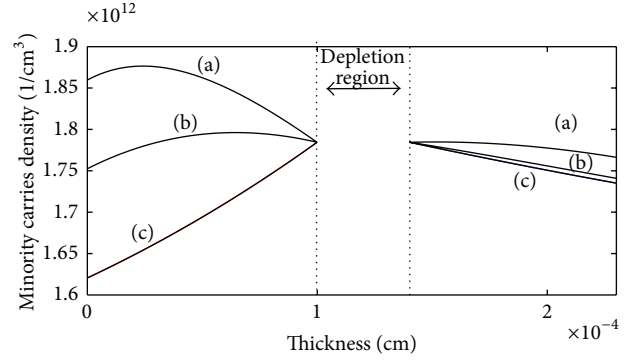 ×10¹²
Minority carries density (1/cm³)
1.9
1.85
1.8
1.75
1.7
1.65
1.6
(a)
(b)
(c)
Depletion
region
(a)
(b)
(c)
0
1
2
×10⁻⁴
Thickness (cm)